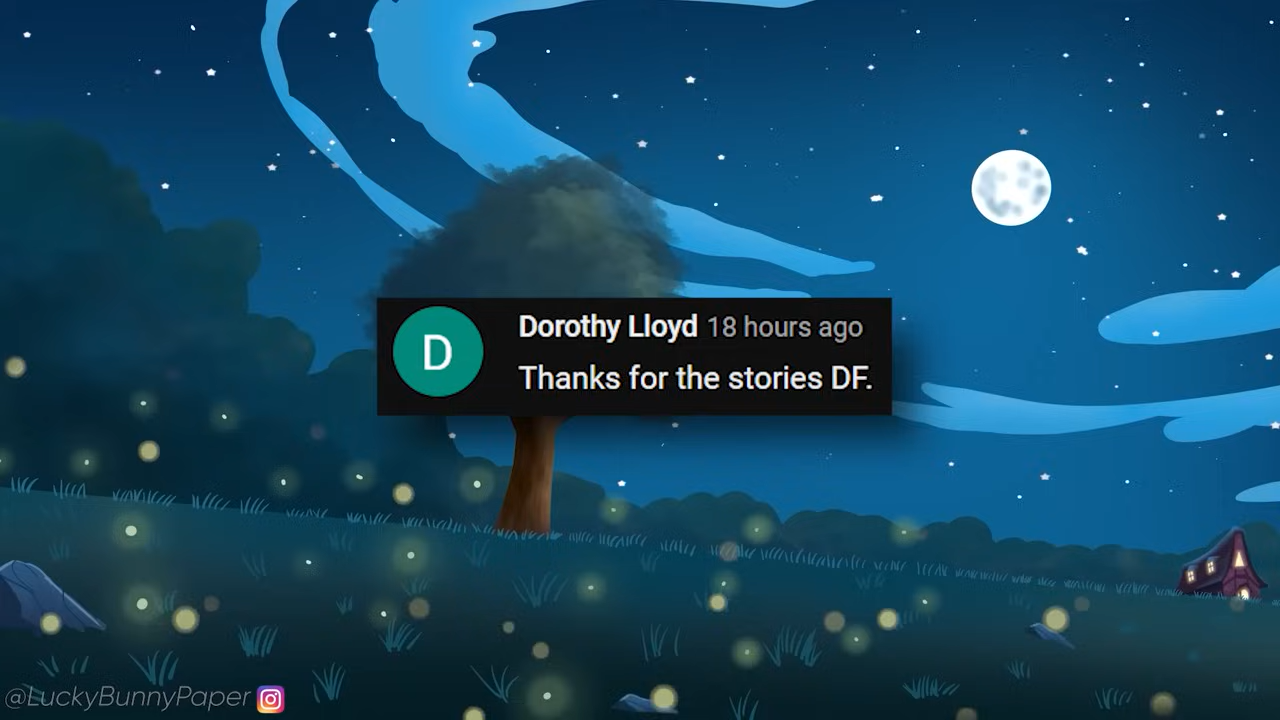 D
Dorothy Lloyd 18 hours ago
Thanks for the stories DF.
@LuckyBunnyPaper